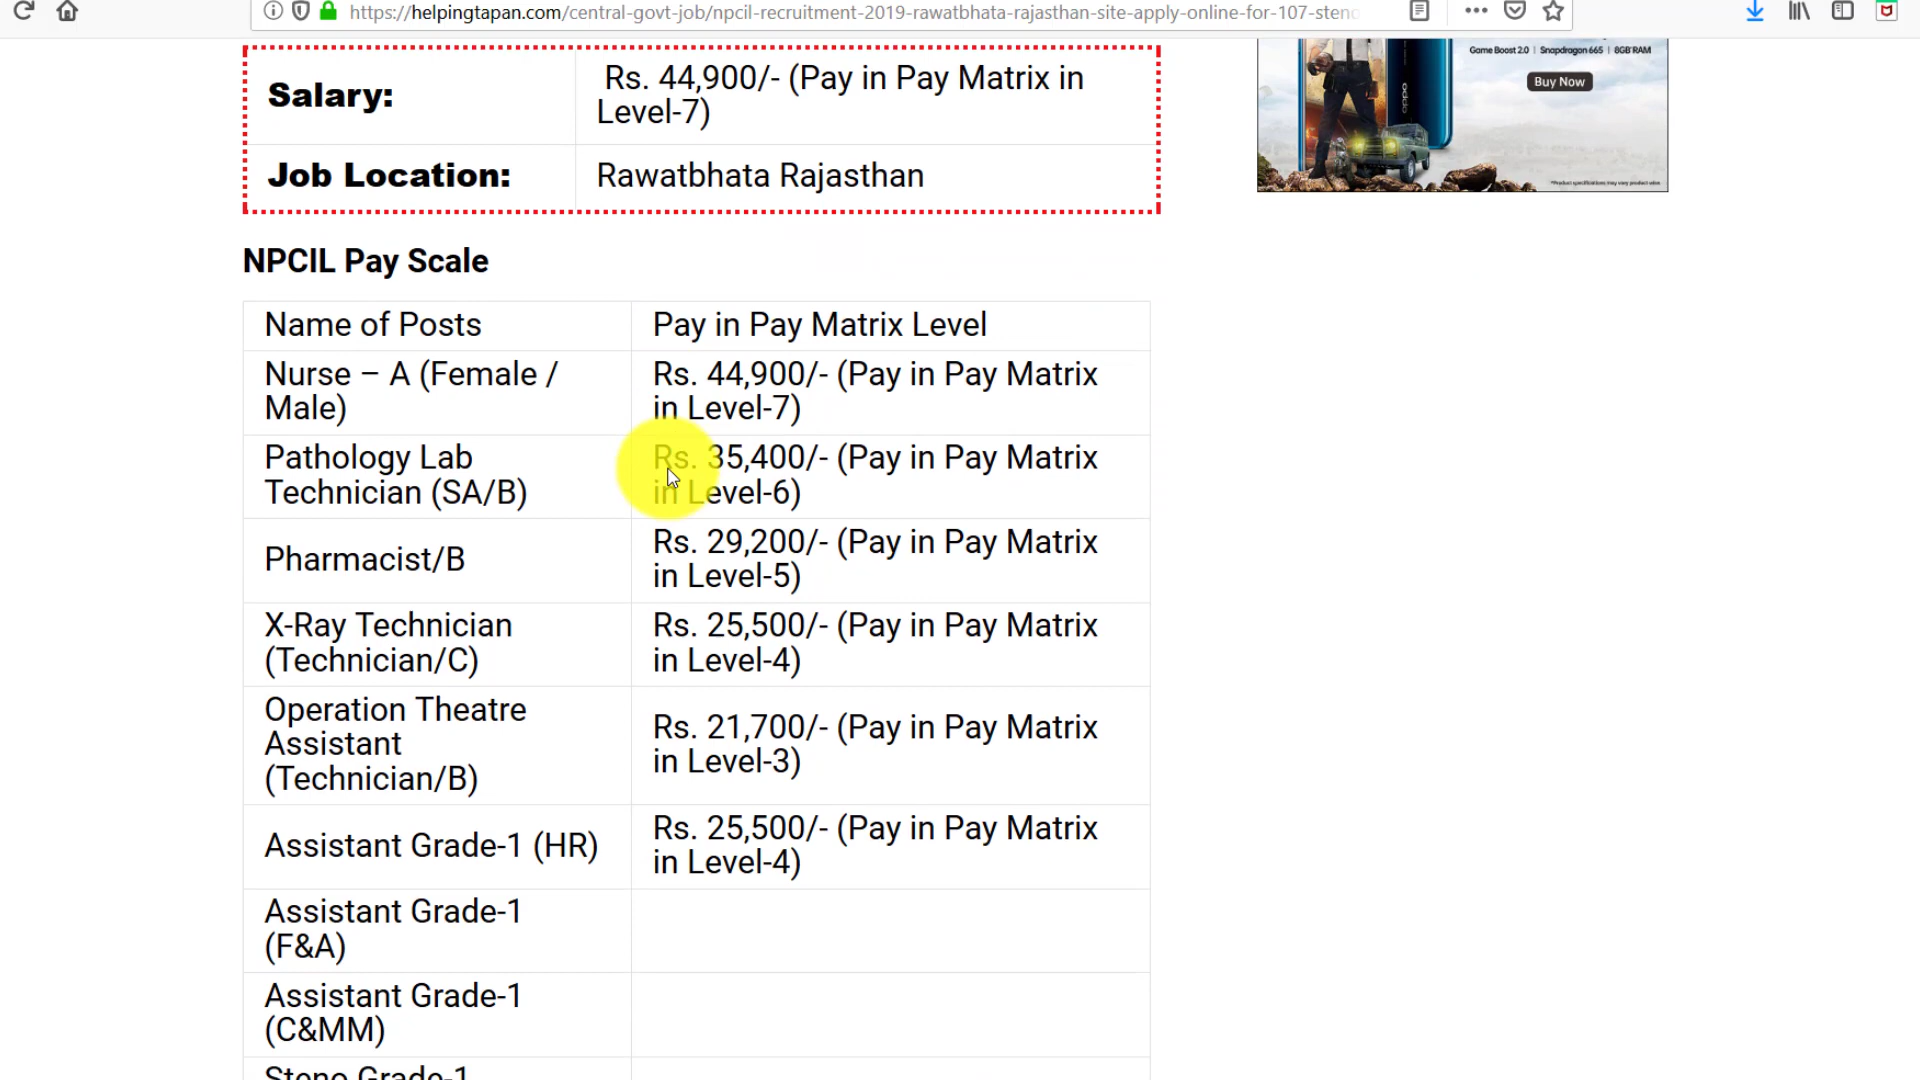 https://helpingtapan.com/central-govt-job/npcil-recruitment-2019-rawatbhata-rajasthan-site-apply-online-for-107-steno
Game Boost 2.0 | Snapdragon 665 | 8GB RAM
Buy Now
oppo
*Product specifications may vary product wise.
Salary:
Rs. 44,900/- (Pay in Pay Matrix in
Level-7)
Job Location:
Rawatbhata Rajasthan
NPCIL Pay Scale
Name of Posts
Pay in Pay Matrix Level
Nurse – A (Female /
Male)
Rs. 44,900/- (Pay in Pay Matrix
in Level-7)
Pathology Lab
Technician (SA/B)
Rs. 35,400/- (Pay in Pay Matrix
in Level-6)
Pharmacist/B
Rs. 29,200/- (Pay in Pay Matrix
in Level-5)
X-Ray Technician
(Technician/C)
Rs. 25,500/- (Pay in Pay Matrix
in Level-4)
Operation Theatre
Assistant
(Technician/B)
Rs. 21,700/- (Pay in Pay Matrix
in Level-3)
Assistant Grade-1 (HR)
Rs. 25,500/- (Pay in Pay Matrix
in Level-4)
Assistant Grade-1
(F&A)
Assistant Grade-1
(C&MM)
Steno Grade-1